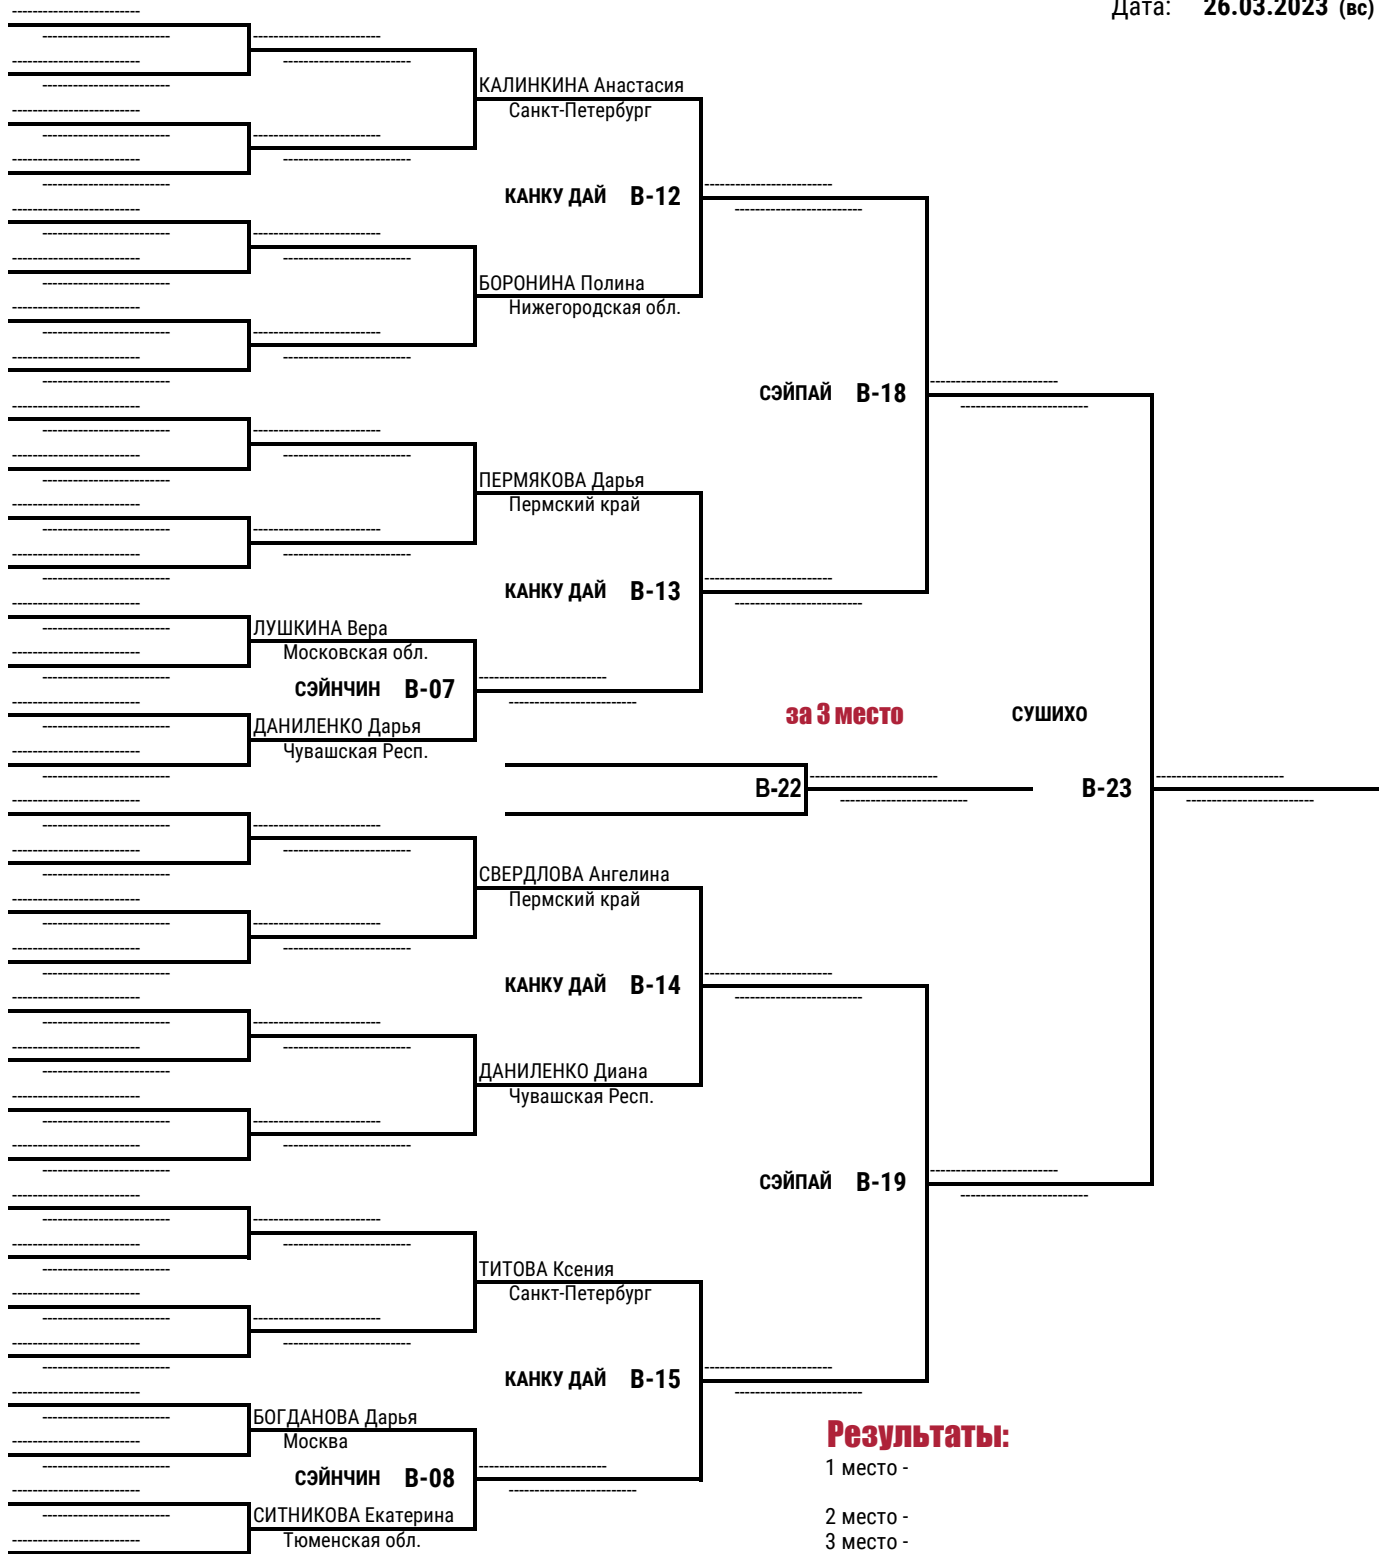 Дата: 26.03.2023 (вс)
КАЛИНКИНА Анастасия
Санкт-Петербург
КАНКУ ДАЙ B-12
БОРОНИНА Полина
Нижегородская обл.
СЭЙПАЙ B-18
ПЕРМЯКОВА Дарья
Пермский край
КАНКУ ДАЙ B-13
ЛУШКИНА Вера
Московская обл.
СЭЙНЧИН B-07
ДАНИЛЕНКО Дарья
Чувашская Респ.
за 3 место
СУШИХО
B-22
B-23
СВЕРДЛОВА Ангелина
Пермский край
КАНКУ ДАЙ B-14
ДАНИЛЕНКО Диана
Чувашская Респ.
СЭЙПАЙ B-19
ТИТОВА Ксения
Санкт-Петербург
КАНКУ ДАЙ B-15
БОГДАНОВА Дарья
Москва
СЭЙНЧИН B-08
СИТНИКОВА Екатерина
Тюменская обл.
Результаты:
1 место -
2 место -
3 место -